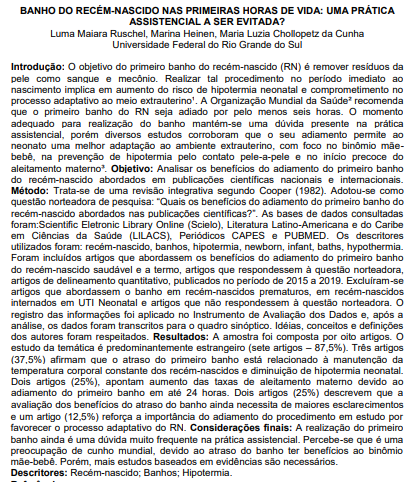 BANHO DO RECÉM-NASCIDO NAS PRIMEIRAS HORAS DE VIDA: UMA PRÁTICA
ASSISTENCIAL A SER EVITADA?
Luma Maiara Ruschel, Marina Heinen, Maria Luzia Chollopetz da Cunha
Universidade Federal do Rio Grande do Sul
Introdução: O objetivo do primeiro banho do recém-nascido (RN) é remover resíduos da
pele como sangue e mecônio. Realizar tal procedimento no período imediato ao
nascimento implica em aumento do risco de hipotermia neonatal e comprometimento no
processo adaptativo ao meio extrauterino¹. A Organização Mundial da Saúde² recomenda
que o primeiro banho do RN seja adiado por pelo menos seis horas. O momento
adequado para realização do banho mantém-se uma dúvida presente na prática
assistencial, porém diversos estudos corroboram que o seu adiamento permite ao
neonato uma melhor adaptação ao ambiente extrauterino, com foco no binômio mãe-
bebê, na prevenção de hipotermia pelo contato pele-a-pele e no início precoce do
aleitamento materno³. Objetivo: Analisar os benefícios do adiamento do primeiro banho
do recém-nascido abordados em publicações científicas nacionais e internacionais.
Método: Trata-se de uma revisão integrativa segundo Cooper (1982). Adotou-se como
questão norteadora de pesquisa: "Quais os benefícios do adiamento do primeiro banho do
recém-nascido abordados nas publicações científicas?". As bases de dados consultadas
foram:Scientific Eletronic Library Online (Scielo), Literatura Latino-Americana e do Caribe
em Ciências da Saúde (LILACS), Periódicos CAPES e PUBMED. Os descritores
utilizados foram: recém-nascido, banhos, hipotermia, newborn, infant, baths, hypothermia.
Foram incluídos artigos que abordassem os benefícios do adiamento do primeiro banho
do recém-nascido saudável e a termo, artigos que respondessem à questão norteadora,
artigos de delineamento quantitativo, publicados no período de 2015 a 2019. Excluíram-se
artigos que abordassem o banho em recém-nascidos prematuros, em recém-nascidos
internados em UTI Neonatal e artigos que não respondessem à questão norteadora. O
registro das informações foi aplicado no Instrumento de Avaliação dos Dados e, após a
análise, os dados foram transcritos para o quadro sinóptico. Idéias, conceitos e definições
dos autores foram respeitados. Resultados: A amostra foi composta por oito artigos. O
estudo da temática é predominantemente estrangeiro (sete artigos – 87,5%). Três artigos
(37,5%) afirmam que o atraso do primeiro banho está relacionado à manutenção da
temperatura corporal constante dos recém-nascidos e diminuição de hipotermia neonatal.
Dois artigos (25%), apontam aumento das taxas de aleitamento materno devido ao
adiamento do primeiro banho em até 24 horas. Dois artigos (25%) descrevem que a
avaliação dos benefícios do atraso do banho ainda necessita de maiores esclarecimentos
e um artigo (12,5%) reforça a importância do adiamento do procedimento em estudo por
favorecer o processo adaptativo do RN. Considerações finais: A realização do primeiro
banho ainda é uma dúvida muito frequente na prática assistencial. Percebe-se que é uma
preocupação de cunho mundial, devido ao atraso do banho ter benefícios ao binômio
mãe-bebê. Porém, mais estudos baseados em evidências são necessários.
Descritores: Recém-nascido; Banhos; Hipotermia.